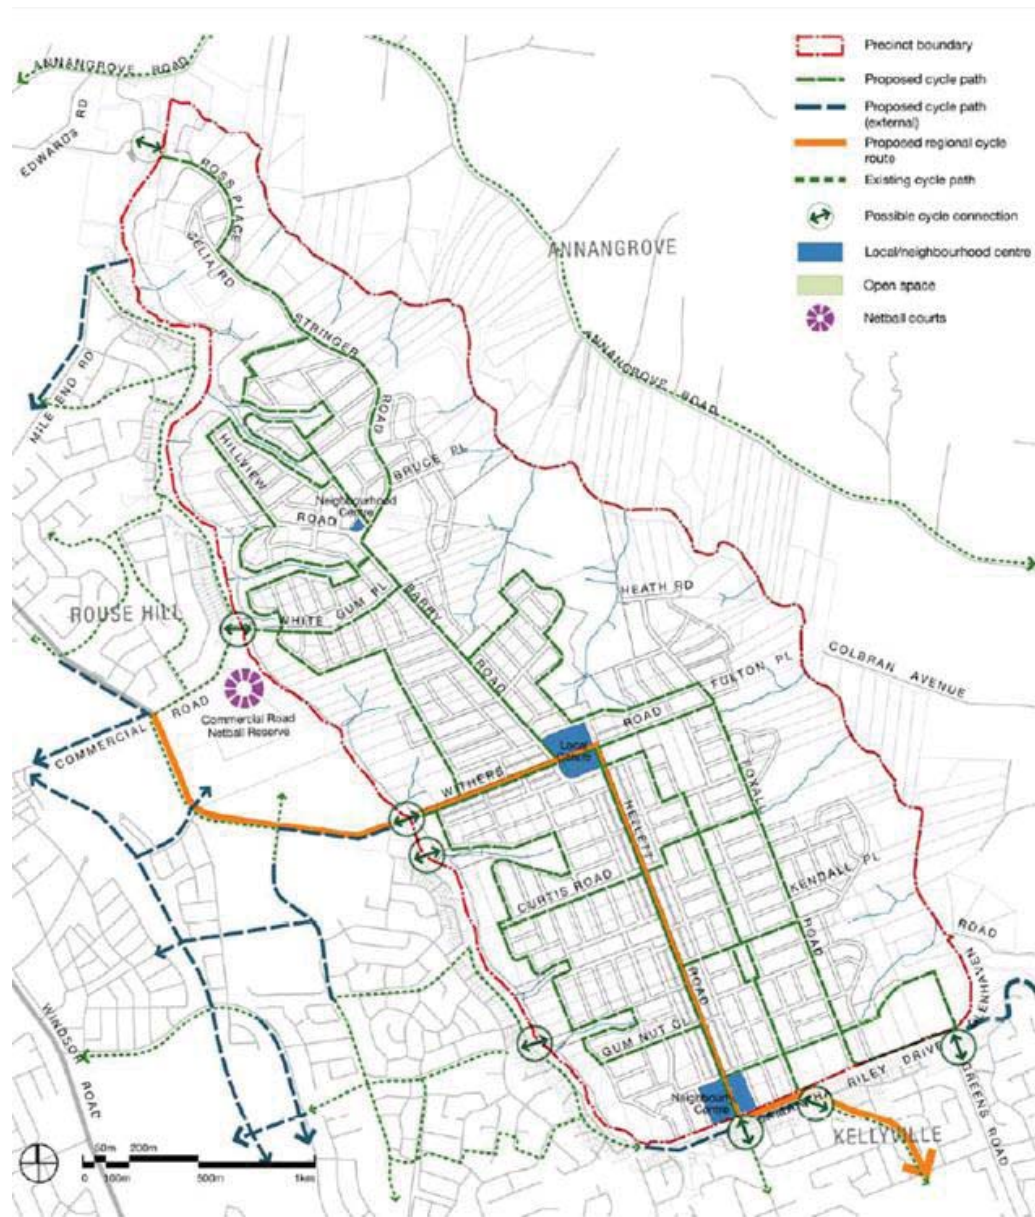 ANNANGROVE ROAD
EDWARDS RD
ROSS PLACE
CELIA RD
STRINGER
ROAD
MILE END RD
HILLVIEW
ROAD
BRUCE PL
Neighbourhood
Centre
ANNANGROVE
ANNANGROVE ROAD
Precinct boundary
Proposed cycle path
Proposed cycle path
(external)
Proposed regional cycle
route
Existing cycle path
Possible cycle connection
Local/neighbourhood centre
Open space
Netball courts
ROUSE HILL
WHITE GUM PL
BARRY
ROAD
HEATH RD
COLBRAN AVENUE
FULTON PL
ROAD
COMMERCIAL ROAD
Commercial Road
Netball Reserve
Local
Centre
WITHERS
HEZLETT
ROAD
FOXALL
ROAD
CURTIS ROAD
KENDALL PL
ROAD
GUM NUT CL
WINDSOR
ROAD
Centre
RILEY DRIVE
GREENS ROAD
KELLYVILLE
50m 200m
0 100m 500m 1km